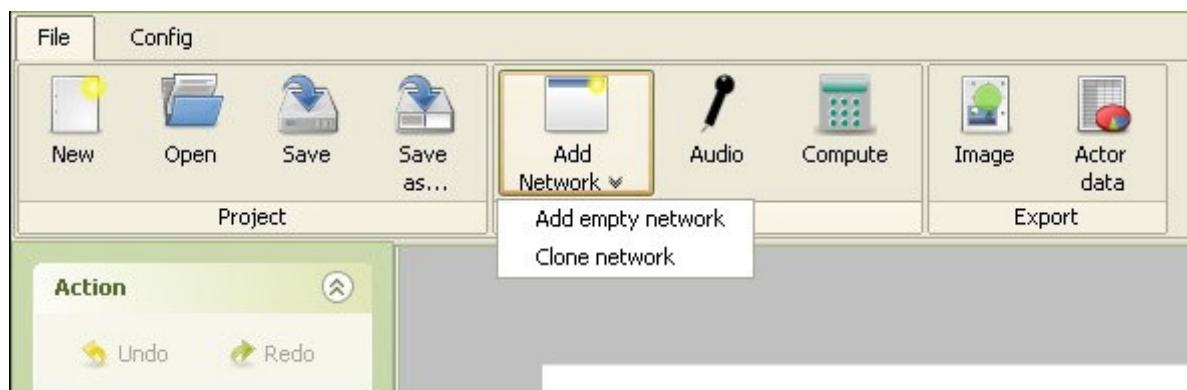 File Config
New Open Save Save as... Add Network Audio Compute Image Actor data
Project Export
Add empty network
Clone network
Action
Undo Redo